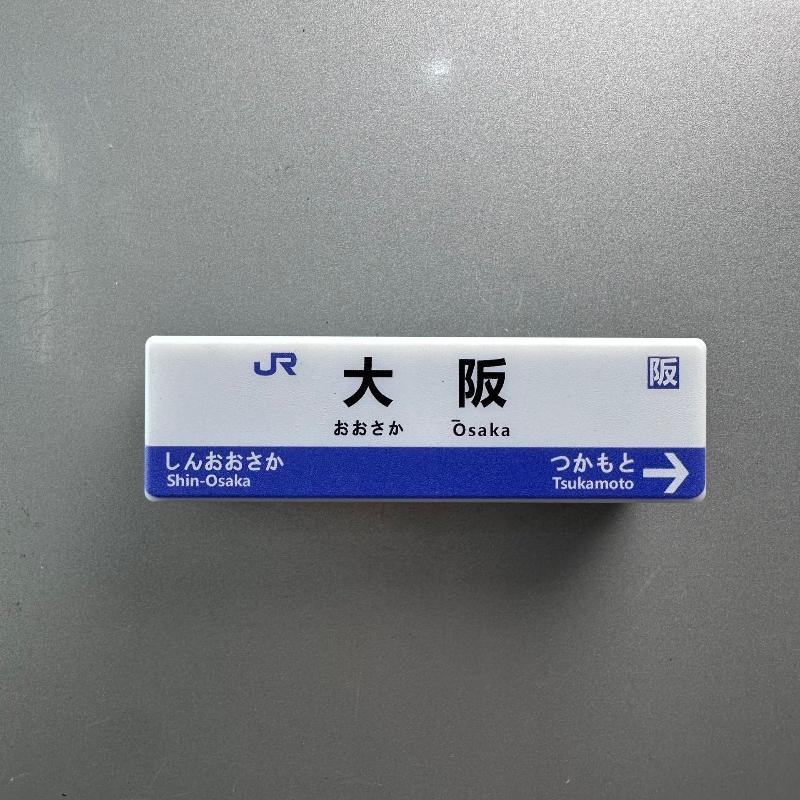 JR
大阪
阪
おおさか Ōsaka
しんおおさか
Shin-Osaka
つかもと
Tsukamoto